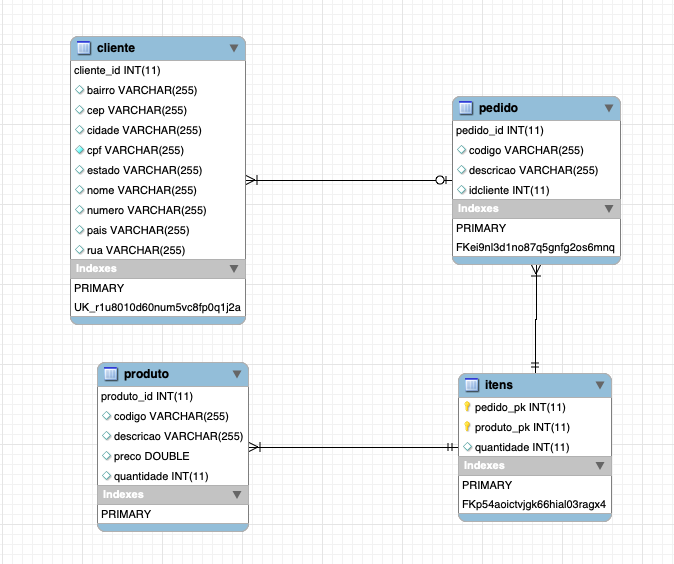 cliente
cliente_id INT(11)
bairro VARCHAR(255)
cep VARCHAR(255)
cidade VARCHAR(255)
cpf VARCHAR(255)
estado VARCHAR(255)
nome VARCHAR(255)
numero VARCHAR(255)
pais VARCHAR(255)
rua VARCHAR(255)
Indexes
PRIMARY
UK_r1u8010d60num5vc8fp0q1j2a
pedido
pedido_id INT(11)
codigo VARCHAR(255)
descricao VARCHAR(255)
idcliente INT(11)
Indexes
PRIMARY
FKei9nl3d1no87q5gnfg2os6mnq
produto
produto_id INT(11)
codigo VARCHAR(255)
descricao VARCHAR(255)
preco DOUBLE
quantidade INT(11)
Indexes
PRIMARY
itens
pedido_pk INT(11)
produto_pk INT(11)
quantidade INT(11)
Indexes
PRIMARY
FKp54aoictvjgk66hial03ragx4